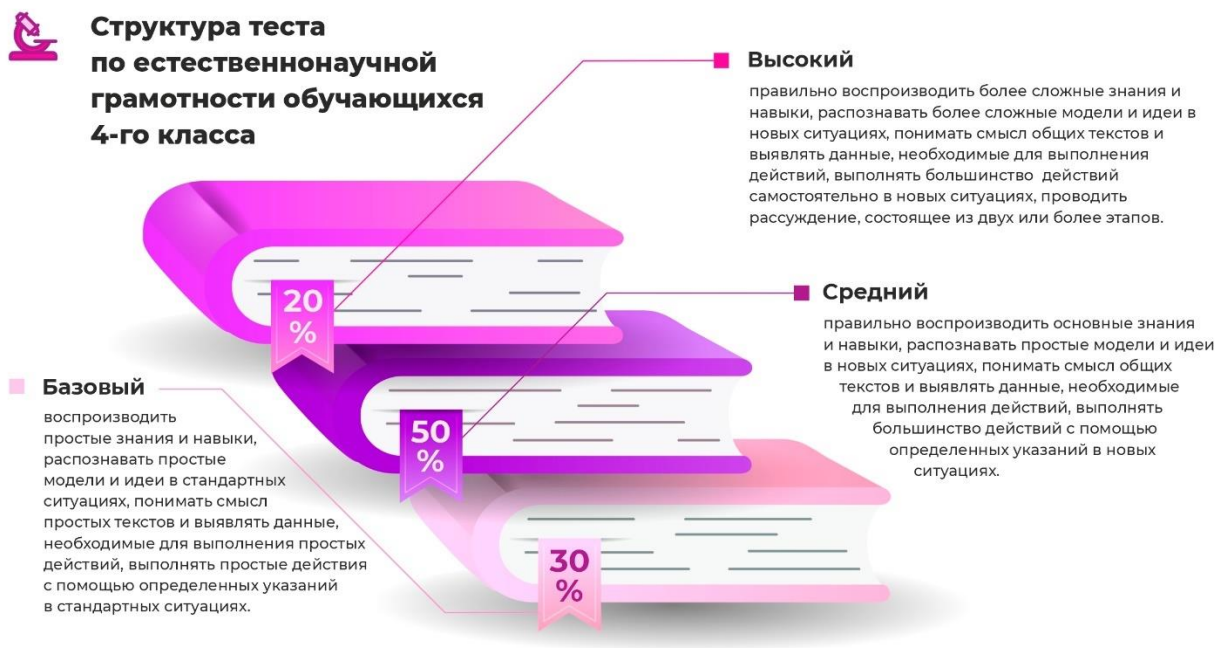 Структура теста
по естественнонаучной
грамотности обучающихся
4-го класса
Высокий
правильно воспроизводить более сложные знания и
навыки, распознавать более сложные модели и идеи в
новых ситуациях, понимать смысл общих текстов и
выявлять данные, необходимые для выполнения
действий, выполнять большинство действий
самостоятельно в новых ситуациях, проводить
рассуждение, состоящее из двух или более этапов.
20
%
Средний
правильно воспроизводить основные знания
и навыки, распознавать простые модели и идеи
в новых ситуациях, понимать смысл общих
текстов и выявлять данные, необходимые
для выполнения действий, выполнять
большинство действий с помощью
определенных указаний в новых
ситуациях.
50
%
Базовый
воспроизводить
простые знания и навыки,
распознавать простые
модели и идеи в стандартных
ситуациях, понимать смысл
простых текстов и выявлять данные,
необходимые для выполнения простых
действий, выполнять простые действия
с помощью определенных указаний
в стандартных ситуациях.
30
%